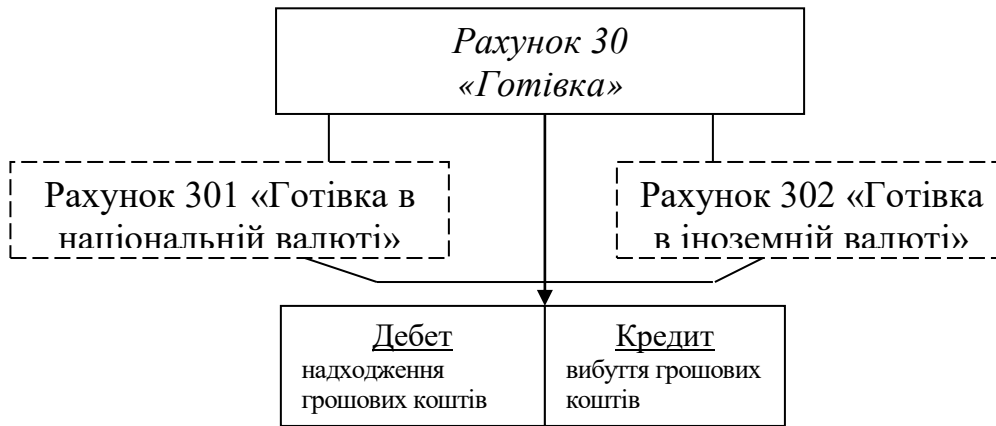 Рахунок 30
«Готівка»
Рахунок 301 «Готівка в
національній валюті»
Рахунок 302 «Готівка
в іноземній валюті»
Дебет
надходження
грошових коштів
Кредит
вибуття грошових
коштів